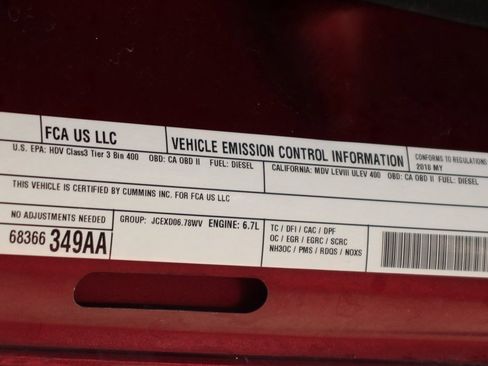 FCA US LLC
VEHICLE EMISSION CONTROL INFORMATION
CONFORMS TO REGULATIONS
2018 MY
U.S. EPA: HDV Class3 Tier 3 Bin 400 OBD: CA OBD II FUEL: DIESEL
CALIFORNIA: MDV LEVIII ULEV 400 OBD: CA OBD II FUEL: DIESEL
THIS VEHICLE IS CERTIFIED BY CUMMINS INC. FOR FCA US LLC
NO ADJUSTMENTS NEEDED
68366 349AA
GROUP: JCEXD06.78WV ENGINE: 6.7L
TC / DFI / CAC / DPF
OC / EGR / EGRC / SCRC
NH3OC / PMS / RDQS / NOXS